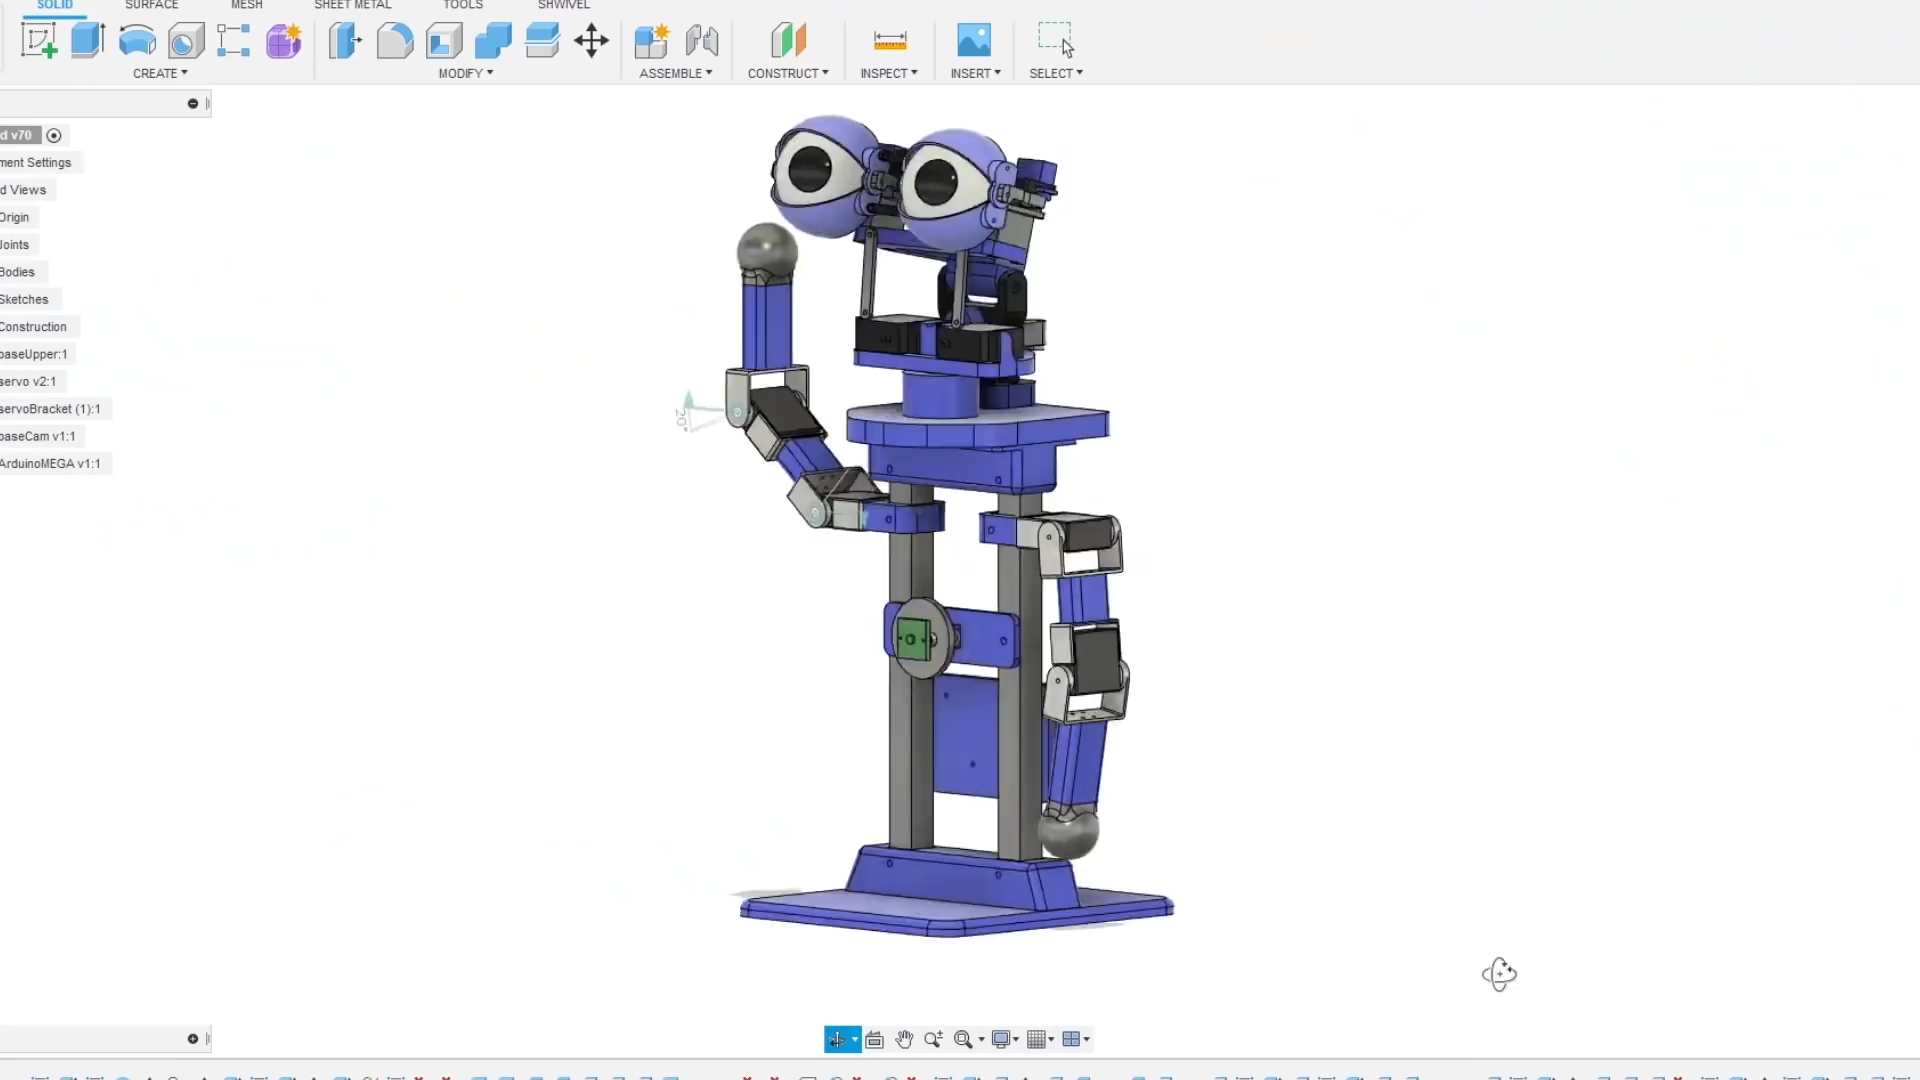 SOLID SURFACE MESH SHEET METAL TOOLS SHWIVEL
CREATE MODIFY ASSEMBLE CONSTRUCT INSPECT INSERT SELECT
d v70
ment Settings
d Views
Origin
Joints
Bodies
Sketches
Construction
baseUpper:1
servo v2:1
servoBracket (1):1
baseCam v1:1
ArduinoMEGA v1:1
20°